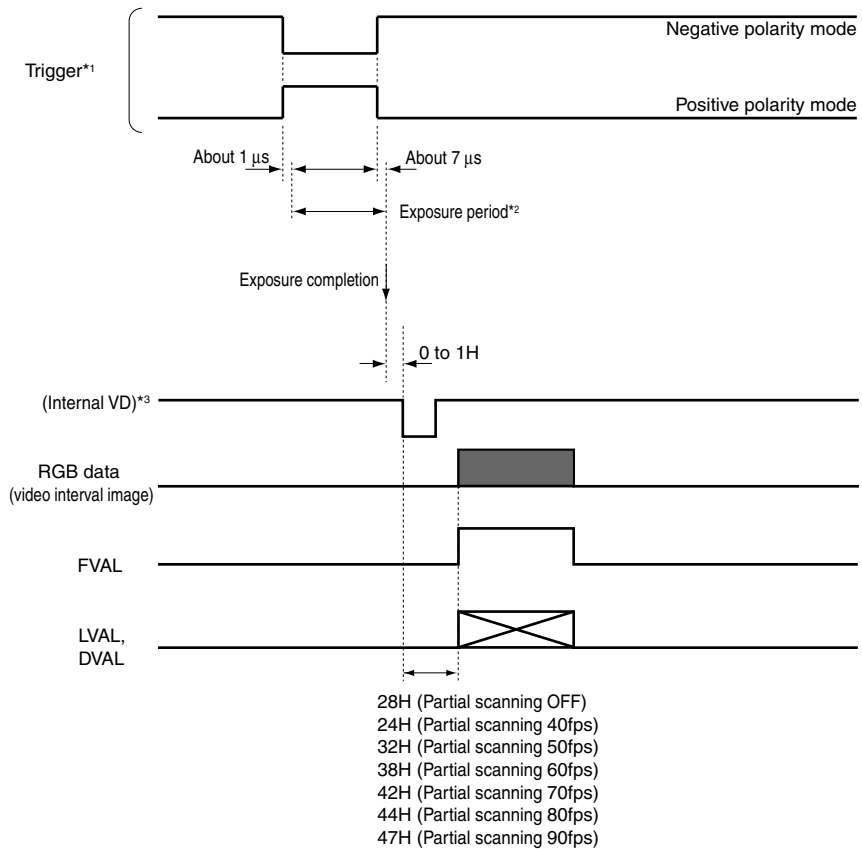 Negative polarity mode
Trigger*1
Positive polarity mode
About 1 μs
About 7 μs
Exposure period*2
Exposure completion
0 to 1H
(Internal VD)*3
RGB data
(video interval image)
FVAL
LVAL,
DVAL
28H (Partial scanning OFF)
24H (Partial scanning 40fps)
32H (Partial scanning 50fps)
38H (Partial scanning 60fps)
42H (Partial scanning 70fps)
44H (Partial scanning 80fps)
47H (Partial scanning 90fps)